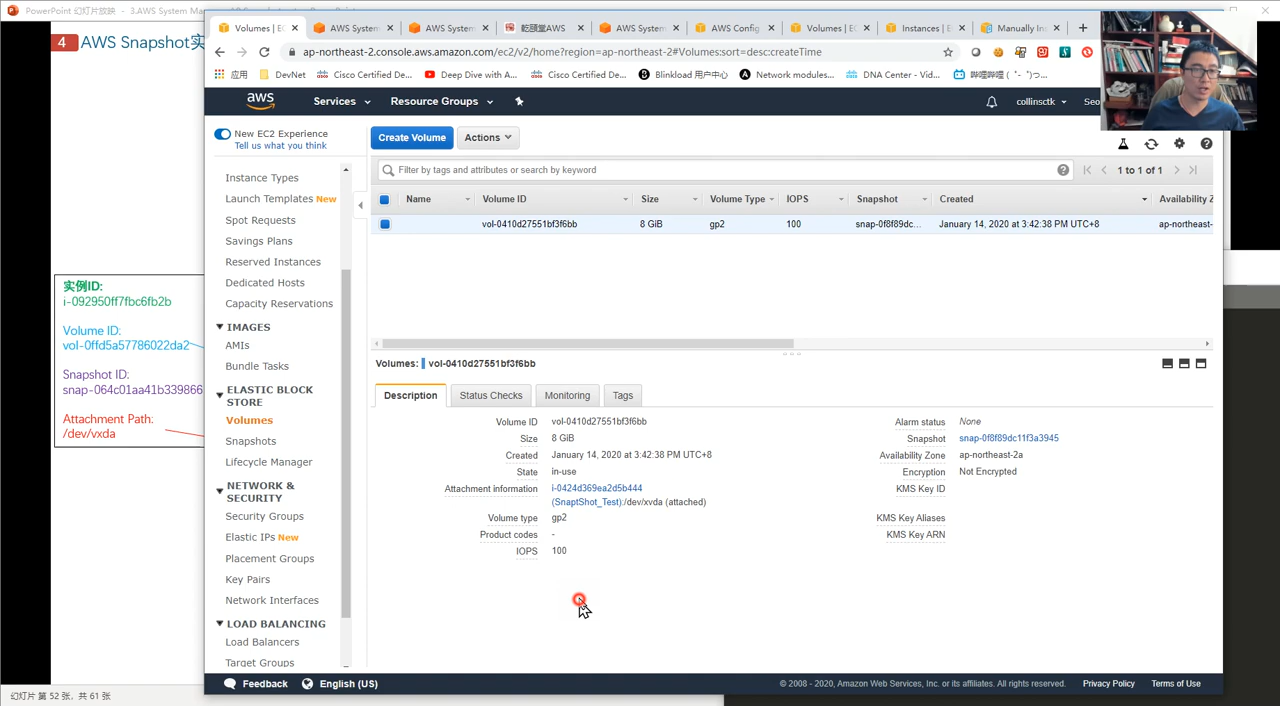 PowerPoint 幻灯片放映 - 3.AWS System Ma
4 AWS Snapshot实
实例ID:
i-092950ff7fbc6fb2b
Volume ID:
vol-0ffd5a57786022da2
Snapshot ID:
snap-064c01aa41b339866
Attachment Path:
/dev/vxda
幻灯片 第 52 张，共 61 张
Volumes | E
AWS System
AWS System
乾颐堂AWS
AWS System
AWS Config
Volumes | E
Instances | E
Manually In
ap-northeast-2.console.aws.
/v2/home?region=ap-northeast-2#Volumes:sort=desc:createTime
应用
DevNet
Cisco Certified De...
Deep Dive with A...
Cisco Certified De...
Blinkload 用户中心
Network modules...
DNA Center - Vid...
哔哩哔哩 ( ゜- ゜)つ...
aws
Services
Resource Groups
collinsctk
Seo
New EC2 Experience
Tell us what you think
Instance Types
Launch Templates New
Spot Requests
Savings Plans
Reserved Instances
Dedicated Hosts
Capacity Reservations
IMAGES
AMIs
Bundle Tasks
ELASTIC BLOCK
STORE
Volumes
Snapshots
Lifecycle Manager
NETWORK &
SECURITY
Security Groups
Elastic IPs New
Placement Groups
Key Pairs
Network Interfaces
LOAD BALANCING
Load Balancers
Target Groups
Create Volume
Actions
Filter by tags and attributes or search by keyword
1 to 1 of 1
Name Volume ID Size Volume Type IOPS Snapshot Created Availability Z
vol-0410d27551bf3f6bb 8 GiB gp2 100 snap-0f8f89dc... January 14, 2020 at 3:42:38 PM UTC+8 ap-northeast-
Volumes: vol-0410d27551bf3f6bb
Description
Status Checks
Monitoring
Tags
Volume ID vol-0410d27551bf3f6bb
Size 8 GiB
Created January 14, 2020 at 3:42:38 PM UTC+8
State in-use
Attachment information i-0424d369ea2d5b444
(SnaptShot_Test):/dev/xvda (attached)
Volume type gp2
Product codes -
IOPS 100
Alarm status None
Snapshot snap-0f8f89dc11f3a3945
Availability Zone ap-northeast-2a
Encryption Not Encrypted
KMS Key ID
KMS Key Aliases
KMS Key ARN
Feedback
English (US)
© 2008 - 2020, Amazon Web Services, Inc. or its affiliates. All rights reserved.
Privacy Policy
Terms of Use